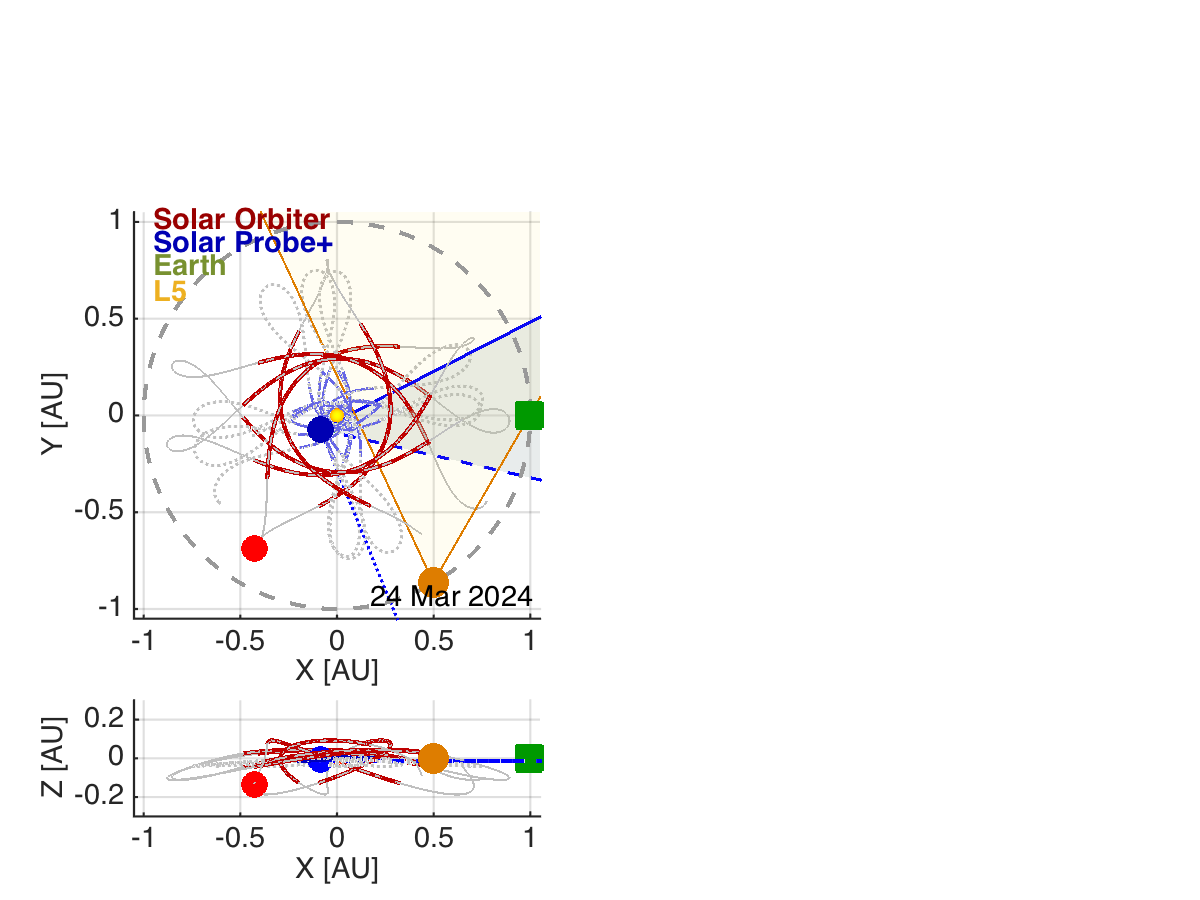 Solar Orbiter
Solar Probe+
Earth
L5
1
0.5
0
-0.5
-1
Y [AU]
24 Mar 2024
-1 -0.5 0 0.5 1
X [AU]
0.2
0
-0.2
Z [AU]
-1 -0.5 0 0.5 1
X [AU]